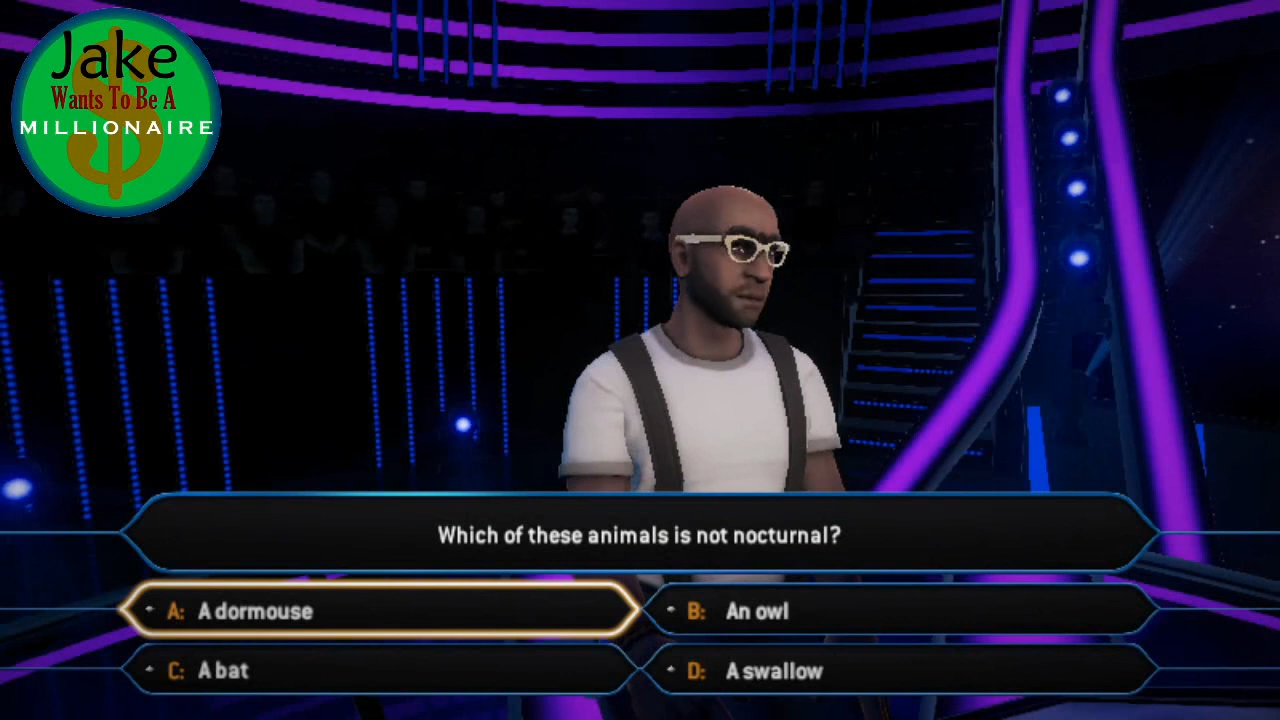 Jake
Wants To Be A
MILLIONAIRE
$
Which of these animals is not nocturnal?
A: A dormouse
B: An owl
C: A bat
D: A swallow